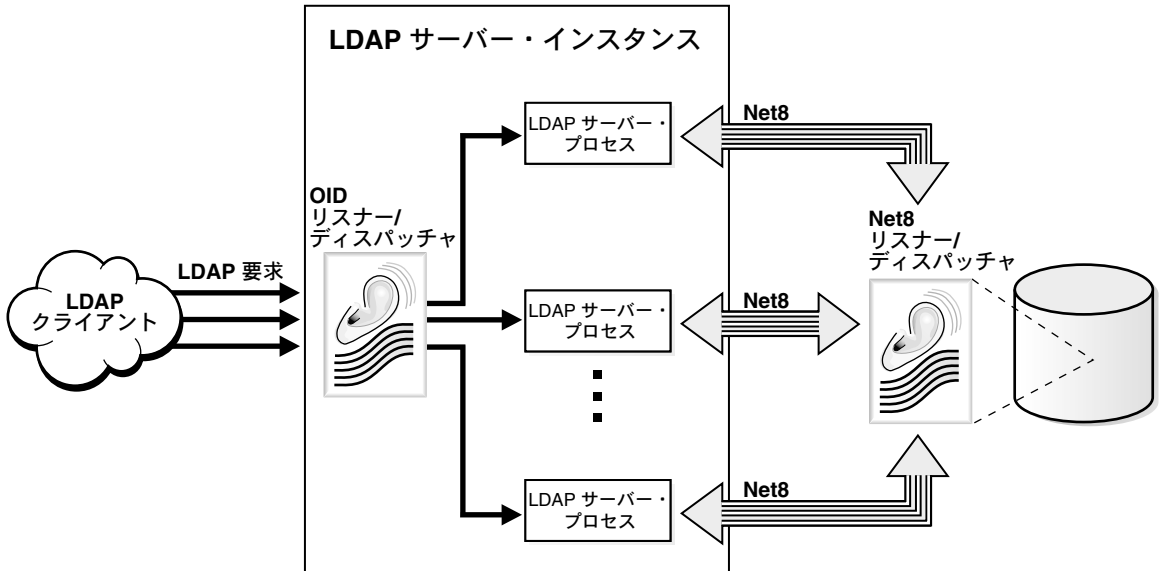 LDAP サーバー・インスタンス
LDAP サーバー・
プロセス
Net8
OID
リスナー/
ディスパッチャ
Net8
リスナー/
ディスパッチャ
LDAP 要求
LDAP
クライアント
LDAP サーバー・
プロセス
Net8
LDAP サーバー・
プロセス
Net8